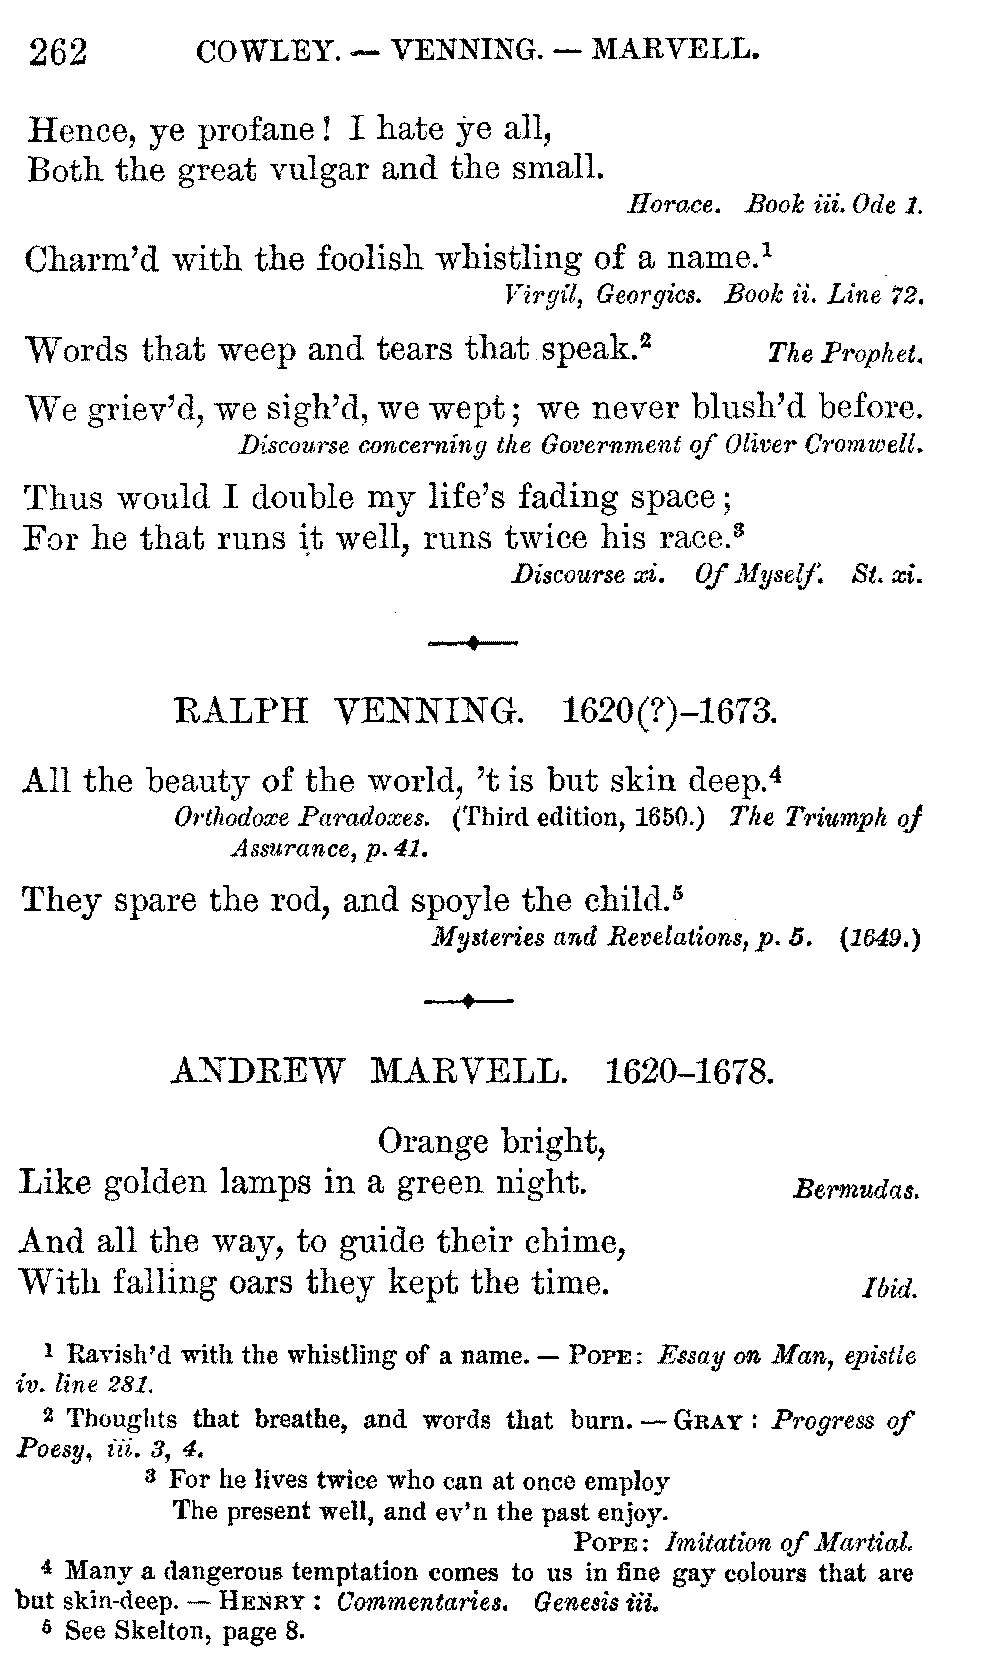 262 COWLEY. — VENNING. — MARVELL.
Hence, ye profane! I hate ye all,
Both the great vulgar and the small.
Horace. Book iii. Ode 1.
Charm'd with the foolish whistling of a name.¹
Virgil, Georgics. Book ii. Line 72.
Words that weep and tears that speak.² The Prophet.
We griev'd, we sigh'd, we wept; we never blush'd before.
Discourse concerning the Government of Oliver Cromwell.
Thus would I double my life's fading space;
For he that runs it well, runs twice his race.³
Discourse xi. Of Myself. St. xi.
RALPH VENNING. 1620(?)–1673.
All the beauty of the world, 't is but skin deep.⁴
Orthodoxe Paradoxes. (Third edition, 1650.) The Triumph of
Assurance, p. 41.
They spare the rod, and spoyle the child.⁵
Mysteries and Revelations, p. 5. (1649.)
ANDREW MARVELL. 1620–1678.
Orange bright,
Like golden lamps in a green night. Bermudas.
And all the way, to guide their chime,
With falling oars they kept the time. Ibid.
¹ Ravish'd with the whistling of a name. — POPE: Essay on Man, epistle
iv. line 281.
² Thoughts that breathe, and words that burn. — GRAY: Progress of
Poesy, iii. 3, 4.
³ For he lives twice who can at once employ
The present well, and ev'n the past enjoy.
POPE: Imitation of Martial.
⁴ Many a dangerous temptation comes to us in fine gay colours that are
but skin-deep. — HENRY: Commentaries. Genesis iii.
⁵ See Skelton, page 8.